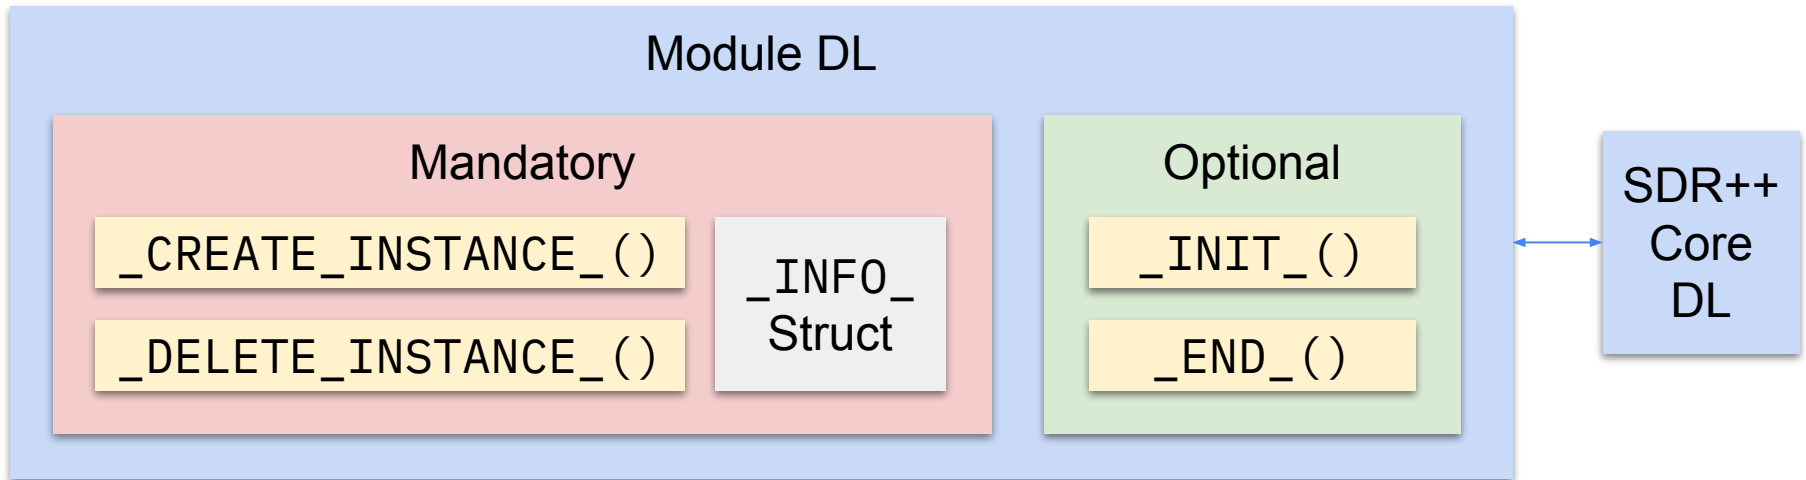 Module DL
Mandatory
_CREATE_INSTANCE_()
_DELETE_INSTANCE_()
_INFO_
Struct
Optional
_INIT_()
_END_()
SDR++
Core
DL